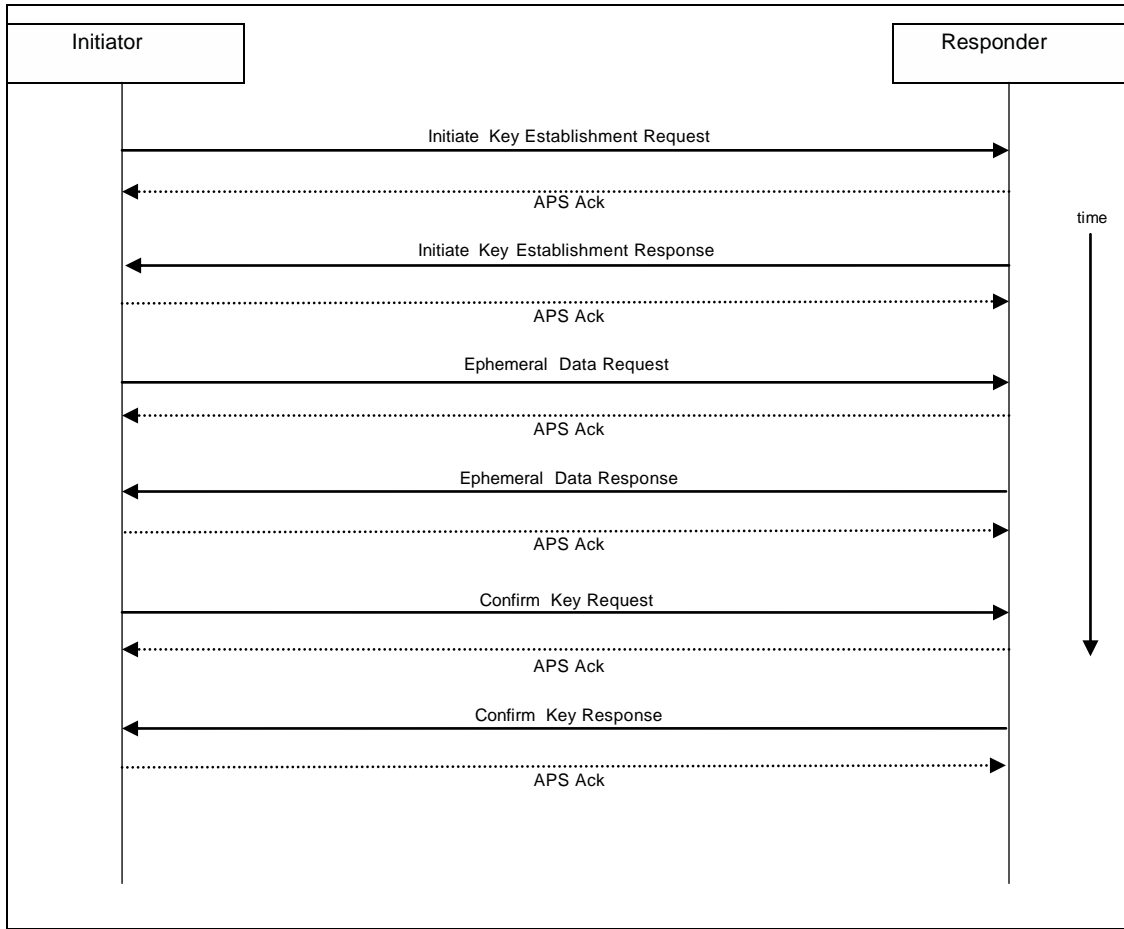 Initiator
Responder
Initiate Key Establishment Request
APS Ack
time
Initiate Key Establishment Response
APS Ack
Ephemeral Data Request
APS Ack
Ephemeral Data Response
APS Ack
Confirm Key Request
APS Ack
Confirm Key Response
APS Ack